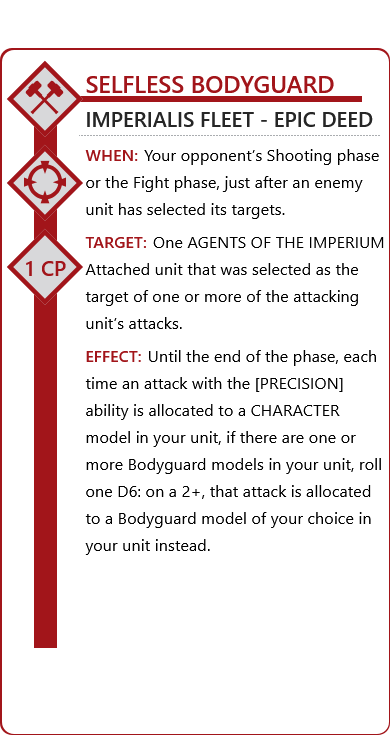 SELFLESS BODYGUARD
IMPERIALIS FLEET - EPIC DEED
WHEN: Your opponent's Shooting phase
or the Fight phase, just after an enemy
unit has selected its targets.
1 CP
TARGET: One AGENTS OF THE IMPERIUM
Attached unit that was selected as the
target of one or more of the attacking
unit's attacks.
EFFECT: Until the end of the phase, each
time an attack with the [PRECISION]
ability is allocated to a CHARACTER
model in your unit, if there are one or
more Bodyguard models in your unit, roll
one D6: on a 2+, that attack is allocated
to a Bodyguard model of your choice in
your unit instead.